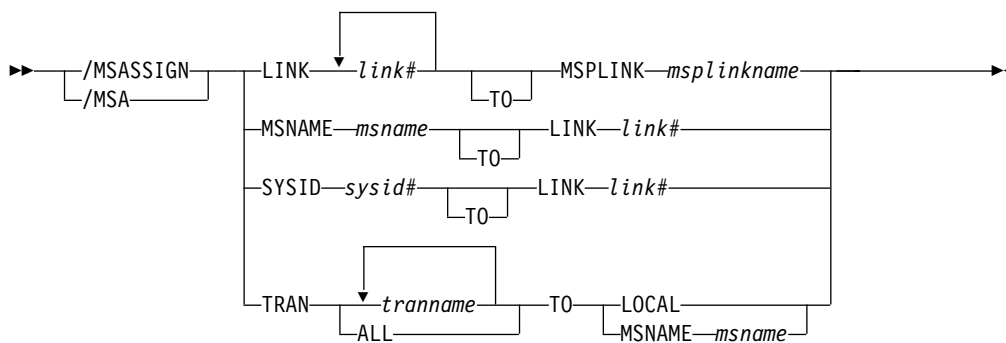 /MSASSIGN LINK link# MSPLINK msplinkname
/MSA TO
MSNAME msname LINK link#
TO
SYSID sysid# LINK link#
TO
TRAN tranname TO LOCAL
ALL MSNAME msname